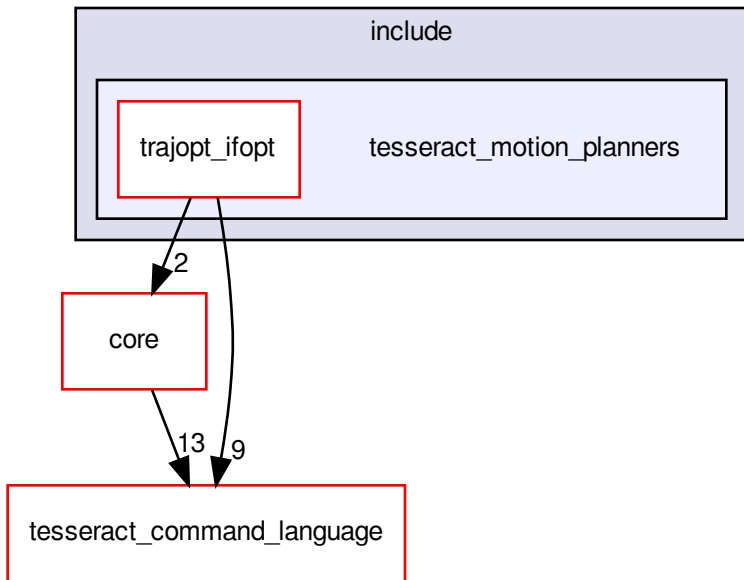 include
trajopt_ifopt
tesseract_motion_planners
2
core
13
9
tesseract_command_language